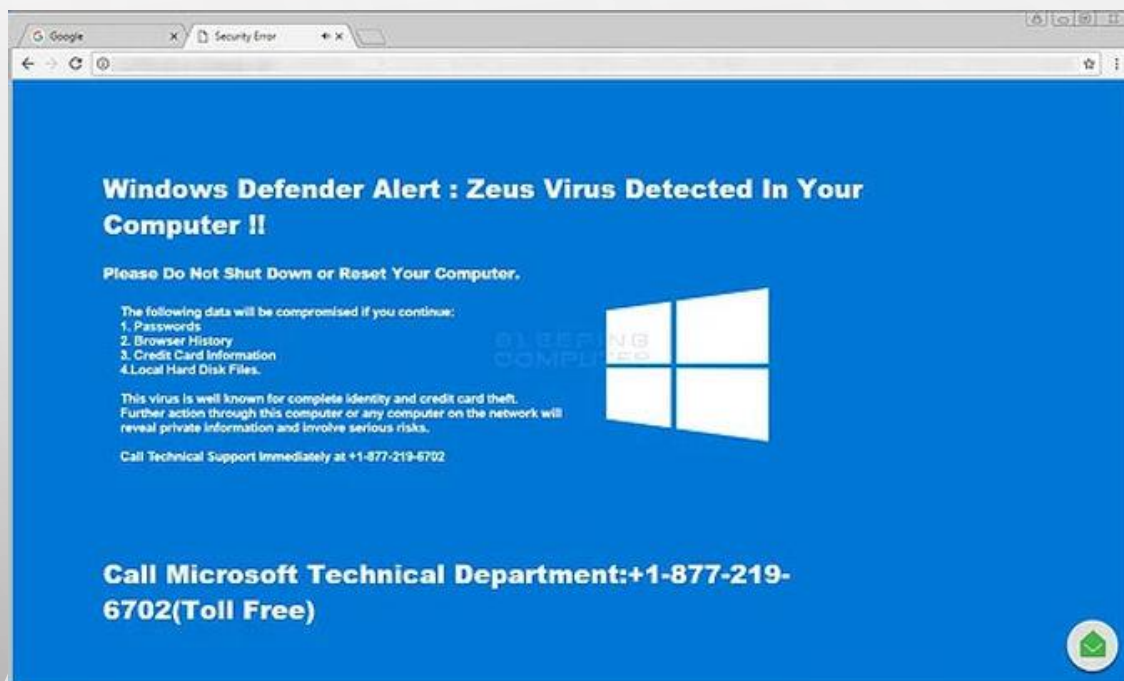 Google
Security Error
Windows Defender Alert : Zeus Virus Detected In Your
Computer !!
Please Do Not Shut Down or Reset Your Computer.
The following data will be compromised if you continue:
1. Passwords
2. Browser History
3. Credit Card Information
4.Local Hard Disk Files.
BLEEPING
COMPUTER
This virus is well known for complete identity and credit card theft.
Further action through this computer or any computer on the network will
reveal private information and involve serious risks.
Call Technical Support Immediately at +1-877-219-6702
Call Microsoft Technical Department:+1-877-219-
6702(Toll Free)